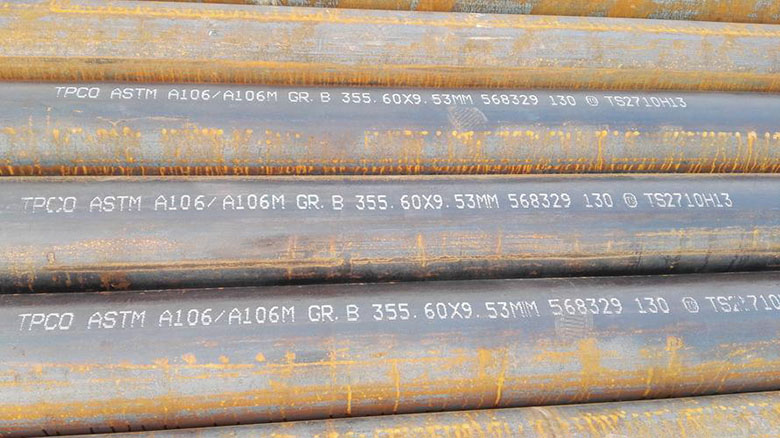 TPCO ASTM A106/A106M GR.B 355.60X9.53MM 568329 130 TS2710H13
TPCO ASTM A106/A106M GR.B 355.60X9.53MM 568329 130 TS2710H13
TPCO ASTM A106/A106M GR.B 355.60X9.53MM 568329 130 TS2710